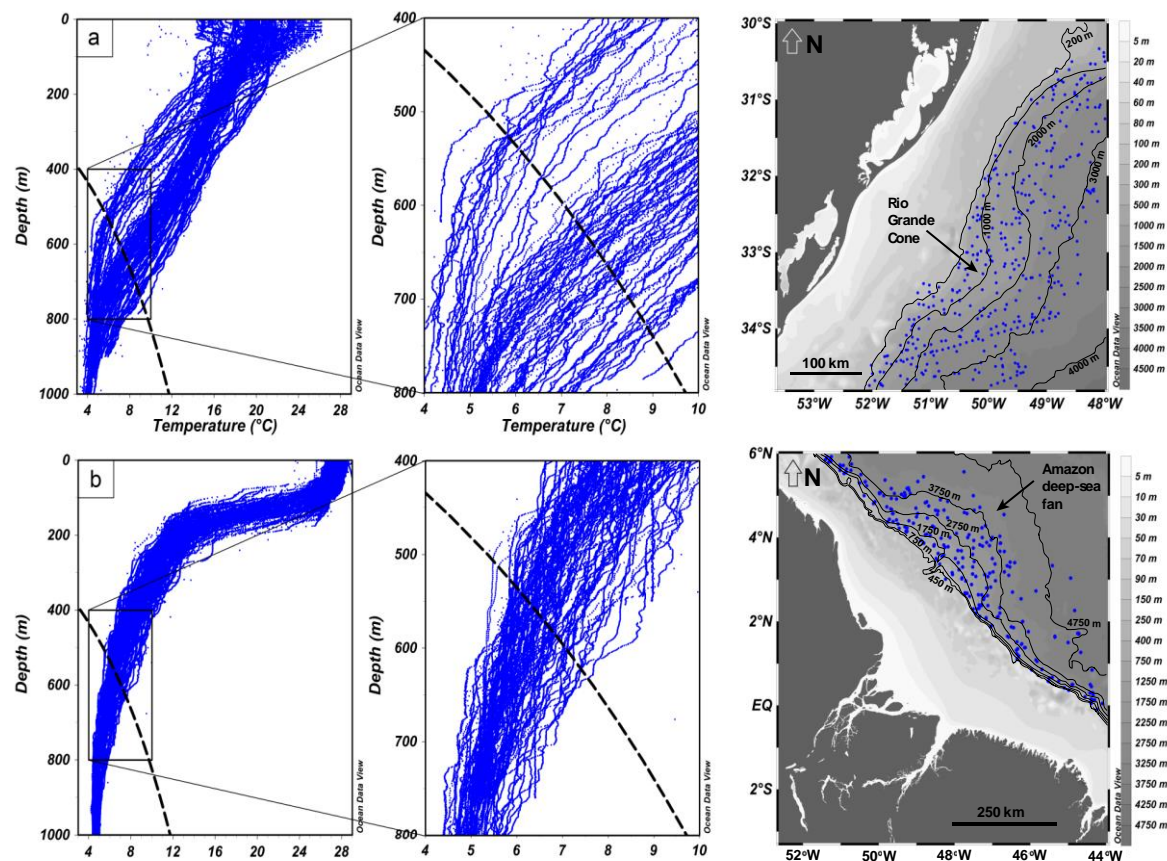 a
0
200
400
600
800
1000
Depth (m)
4 8 12 16 20 24 28
Temperature (°C)
Ocean Data View
400
500
600
700
800
Depth (m)
4 5 6 7 8 9 10
Temperature (°C)
Ocean Data View
30°S
31°S
32°S
33°S
34°S
N
200 m
2000 m
3000 m
1000 m
4000 m
Rio
Grande
Cone
100 km
53°W 52°W 51°W 50°W 49°W 48°W
5 m
20 m
40 m
60 m
80 m
100 m
200 m
300 m
500 m
1000 m
1500 m
2000 m
2500 m
3000 m
3500 m
4000 m
4500 m
Ocean Data View
b
0
200
400
600
800
1000
Depth (m)
4 8 12 16 20 24 28
Temperature (°C)
Ocean Data View
400
500
600
700
800
Depth (m)
4 5 6 7 8 9 10
Temperature (°C)
Ocean Data View
6°N
4°N
2°N
EQ
2°S
N
Amazon
deep-sea
fan
3750 m
2750 m
1750 m
750 m
450 m
4750 m
250 km
52°W 50°W 48°W 46°W 44°W
5 m
10 m
30 m
50 m
70 m
90 m
150 m
250 m
400 m
750 m
1250 m
1750 m
2250 m
2750 m
3250 m
3750 m
4250 m
4750 m
Ocean Data View